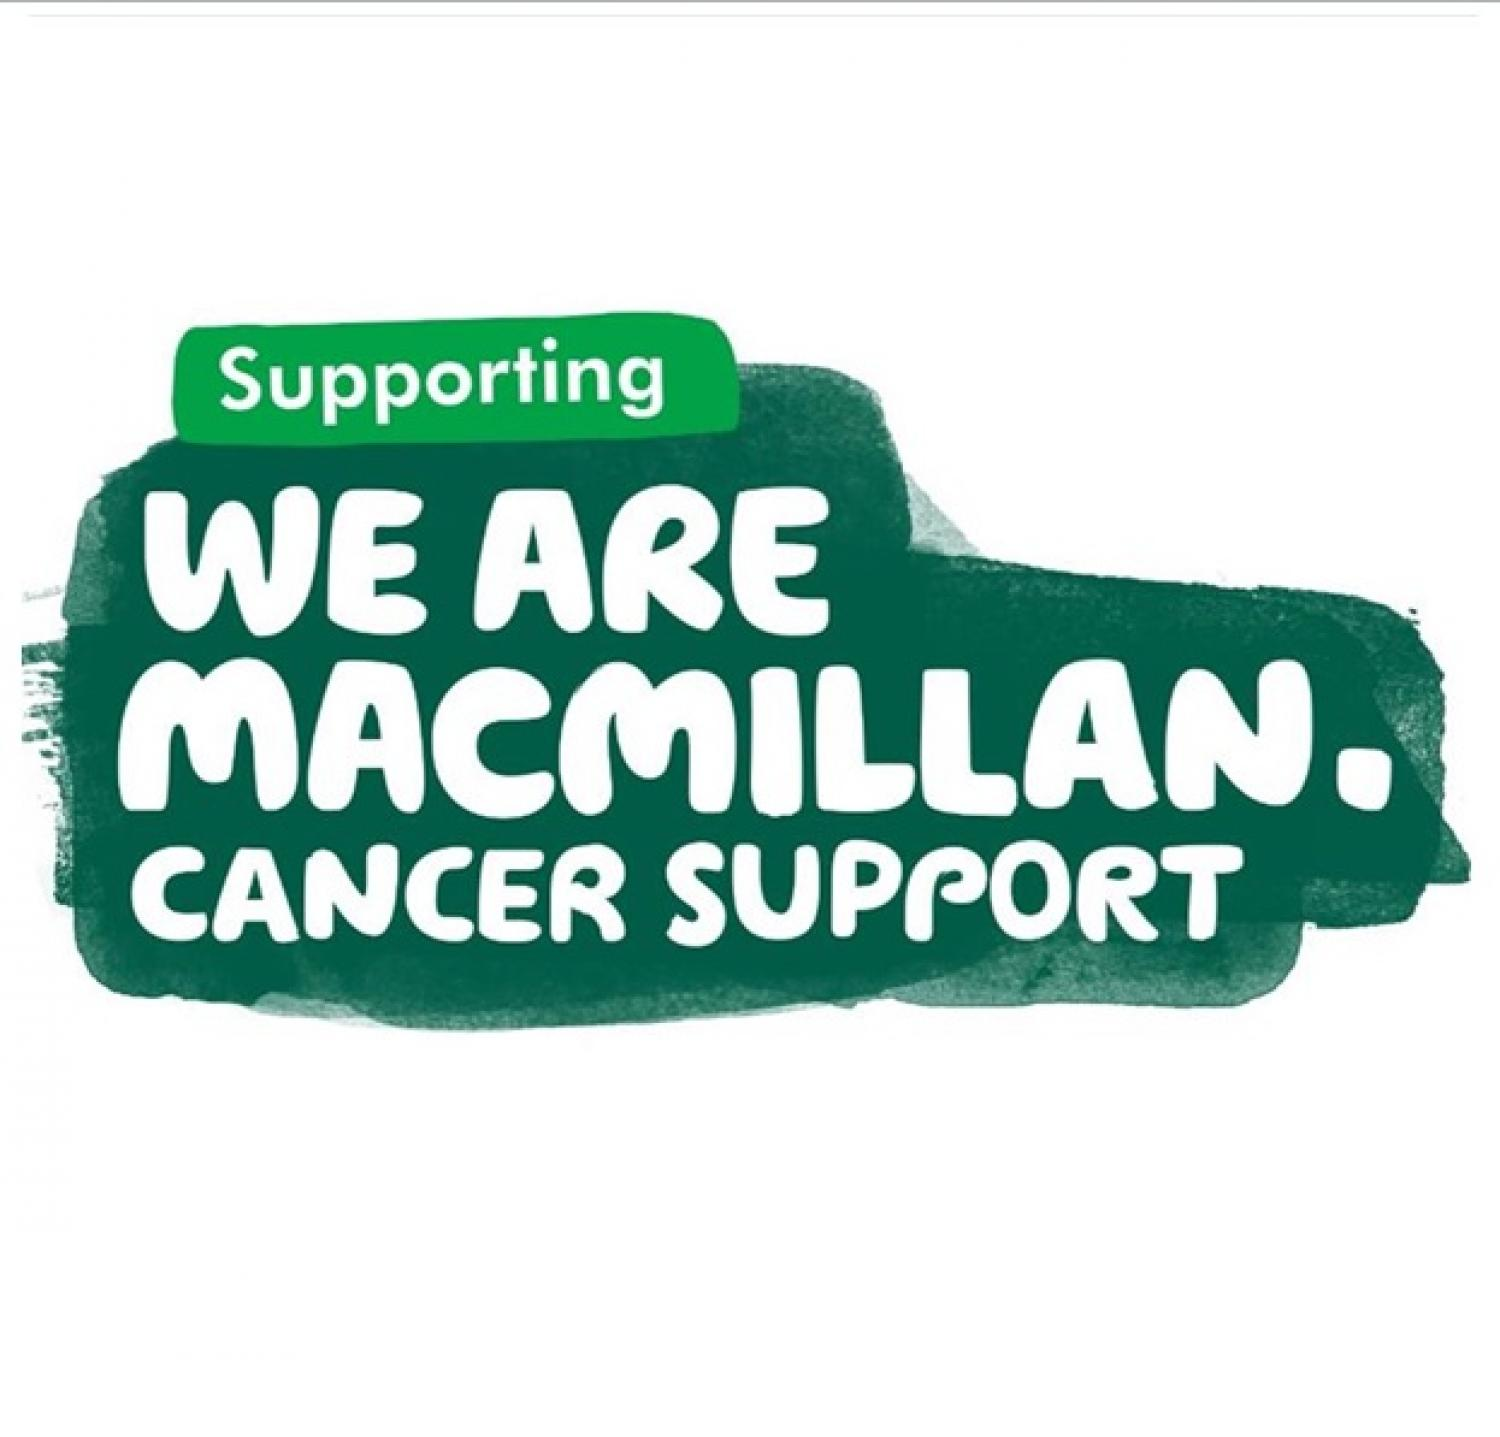 Supporting
WE ARE
MACMILLAN.
CANCER SUPPORT